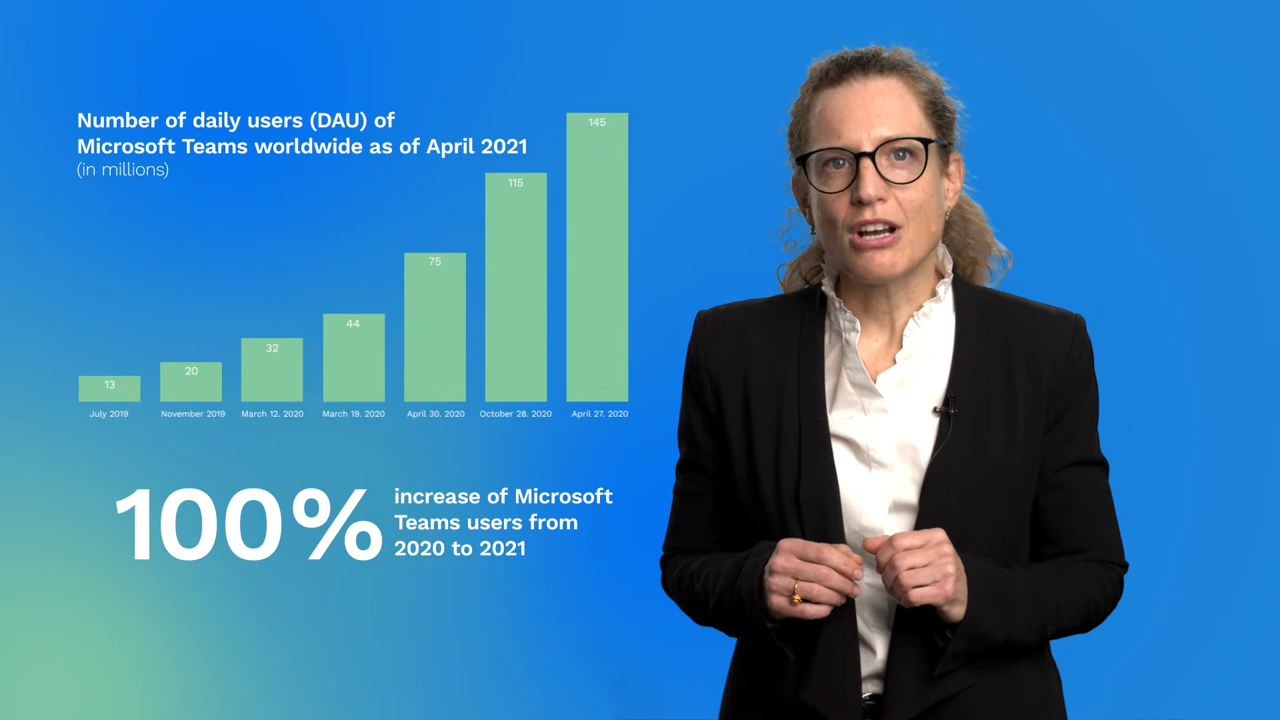 Number of daily users (DAU) of
Microsoft Teams worldwide as of April 2021
(in millions)
13
20
32
44
75
115
145
July 2019
November 2019
March 12. 2020
March 19. 2020
April 30. 2020
October 28. 2020
April 27. 2020
100%
increase of Microsoft
Teams users from
2020 to 2021